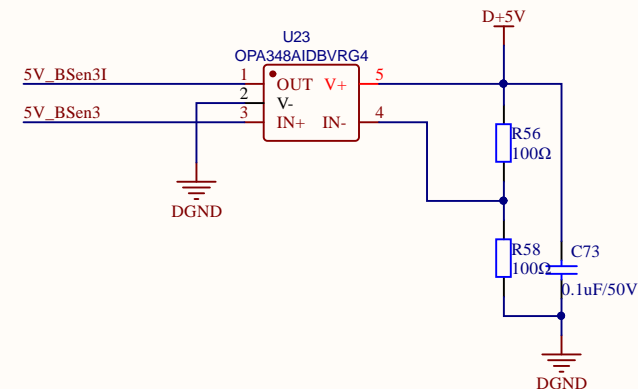 D+5V
U23
OPA348AIDBVRG4
5V_BSen3I
1
OUT
V+
5
2
V-
5V_BSen3
3
IN+
IN-
4
R56
100Ω
DGND
R58
100Ω
C73
0.1uF/50V
DGND